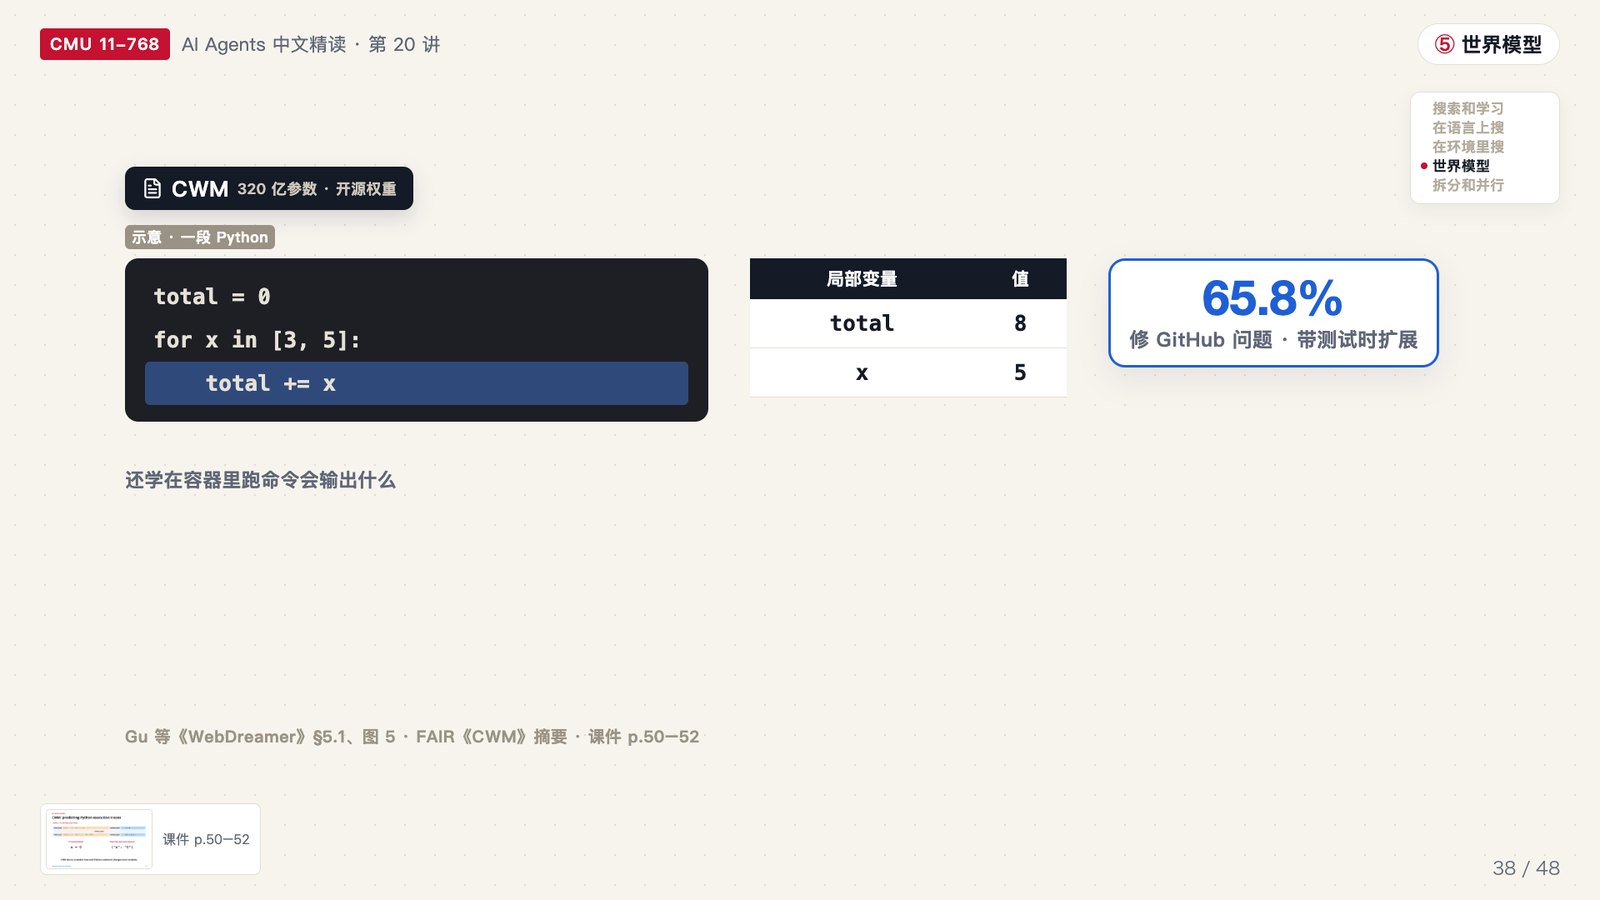 CMU 11–768 AI Agents 中文精读 · 第 20 讲
⑤ 世界模型
搜索和学习
在语言上搜
在环境里搜
世界模型
拆分和并行
CWM 320 亿参数 · 开源权重
示意 · 一段 Python
total = 0
for x in [3, 5]:
total += x
局部变量 值
total 8
x 5
65.8%
修 GitHub 问题 · 带测试时扩展
还学在容器里跑命令会输出什么
Gu 等《WebDreamer》§5.1、图 5 · FAIR《CWM》摘要 · 课件 p.50–52
课件 p.50–52
38 / 48